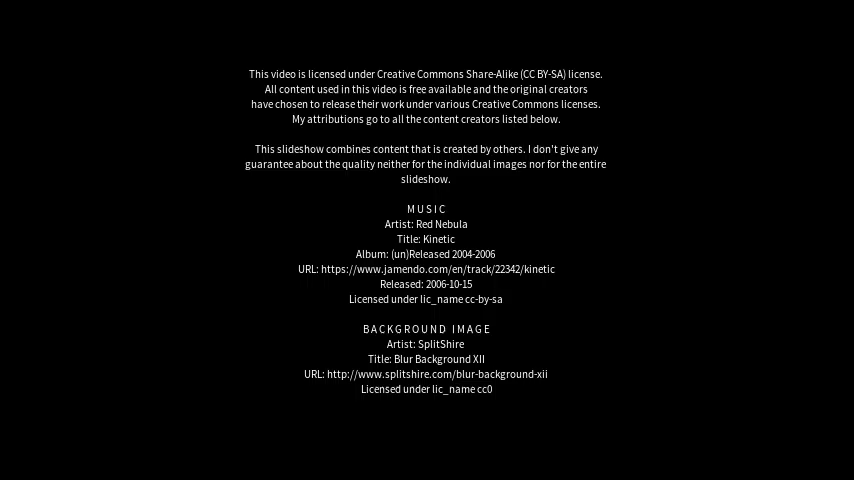 This video is licensed under Creative Commons Share-Alike (CC BY-SA) license.
All content used in this video is free available and the original creators
have chosen to release their work under various Creative Commons licenses.
My attributions go to all the content creators listed below.
This slideshow combines content that is created by others. I don't give any
guarantee about the quality neither for the individual images nor for the entire
slideshow.
MUSIC
Artist: Red Nebula
Title: Kinetic
Album: (un)Released 2004-2006
URL: https://www.jamendo.com/en/track/22342/kinetic
Released: 2006-10-15
Licensed under lic_name cc-by-sa
BACKGROUND IMAGE
Artist: SplitShire
Title: Blur Background XII
URL: http://www.splitshire.com/blur-background-xii
Licensed under lic_name cc0